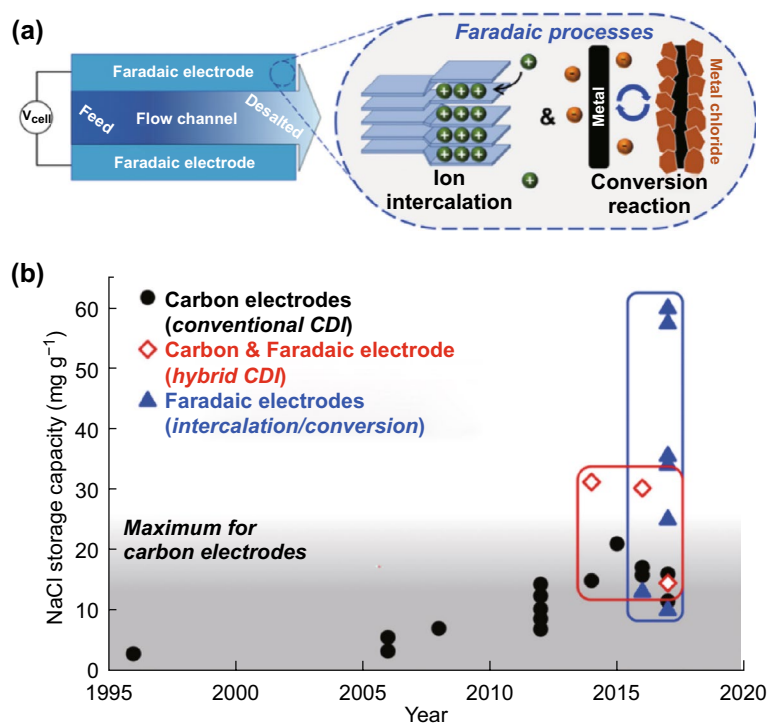 (a)
Faradaic electrode
Vcell
Feed
Flow channel
Desalted
Faradaic electrode
Faradaic processes
+
+ + +
+ + +
+ + +
+ + +
+
Ion
intercalation
&
-
-
-
-
Metal
Metal chloride
Conversion
reaction
(b)
NaCl storage capacity (mg g⁻¹)
60
50
40
30
20
10
0
Carbon electrodes
(conventional CDI)
Carbon & Faradaic electrode
(hybrid CDI)
Faradaic electrodes
(intercalation/conversion)
Maximum for
carbon electrodes
1995 2000 2005 2010 2015 2020
Year